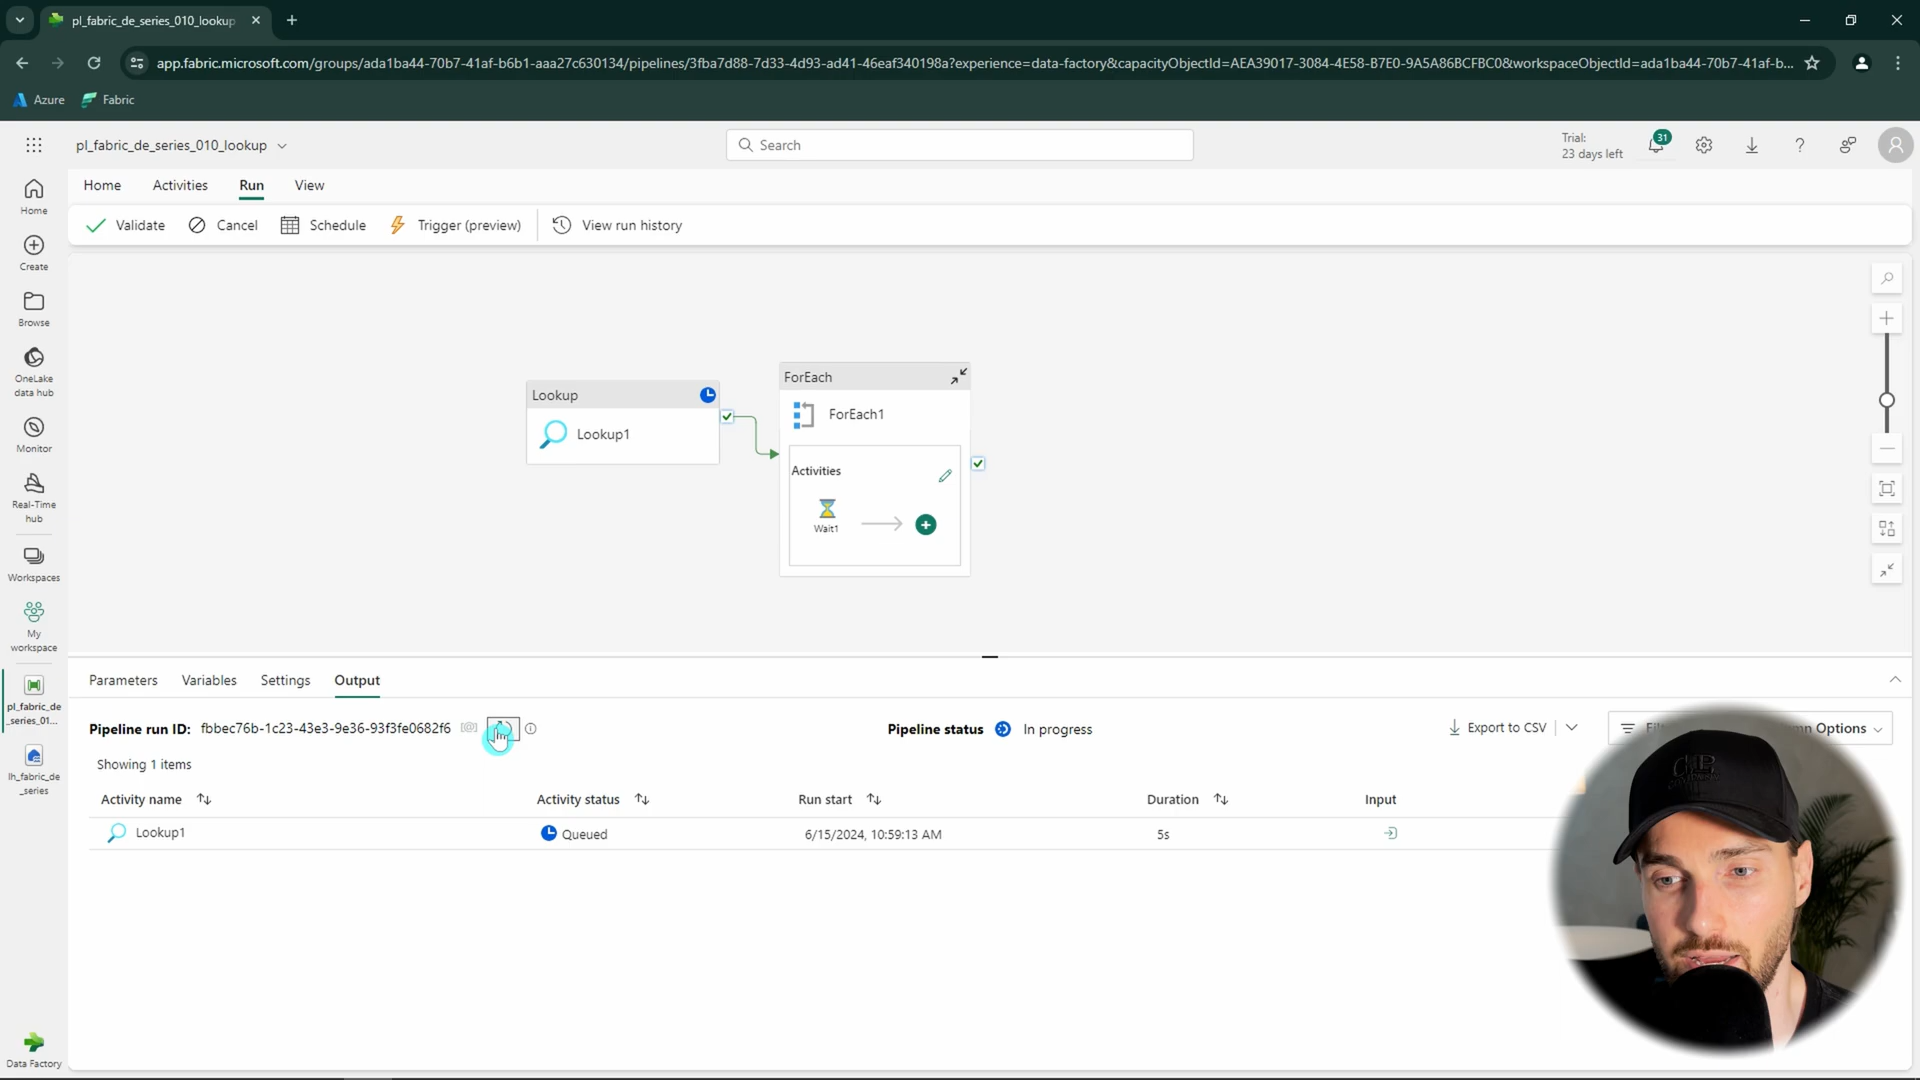 pl_fabric_de_series_010_lookup
app.fabric.microsoft.com/groups/ada1ba44-70b7-41af-b6b1-aaa27c630134/pipelines/3fba7d88-7d33-4d93-ad41-46eaf340198a?experience=data-factory&capacityObjectId=AEA39017-3084-4E58-B7E0-9A5A86BCFBC0&workspaceObjectId=ada1ba44-70b7-41af-b...
Azure
Fabric
pl_fabric_de_series_010_lookup
Search
Trial:
23 days left
31
Home
Activities
Run
View
Validate
Cancel
Schedule
Trigger (preview)
View run history
Home
Create
Browse
OneLake
data hub
Monitor
Real-Time
hub
Workspaces
My
workspace
pl_fabric_de
_series_01...
lh_fabric_de
_series
Data Factory
Lookup
Lookup1
ForEach
ForEach1
Activities
Wait1
Parameters
Variables
Settings
Output
Pipeline run ID: fbbec76b-1c23-43e3-9e36-93f3fe0682f6
Pipeline status
In progress
Export to CSV
Options
Showing 1 items
Activity name
Activity status
Run start
Duration
Input
Lookup1
Queued
6/15/2024, 10:59:13 AM
5s